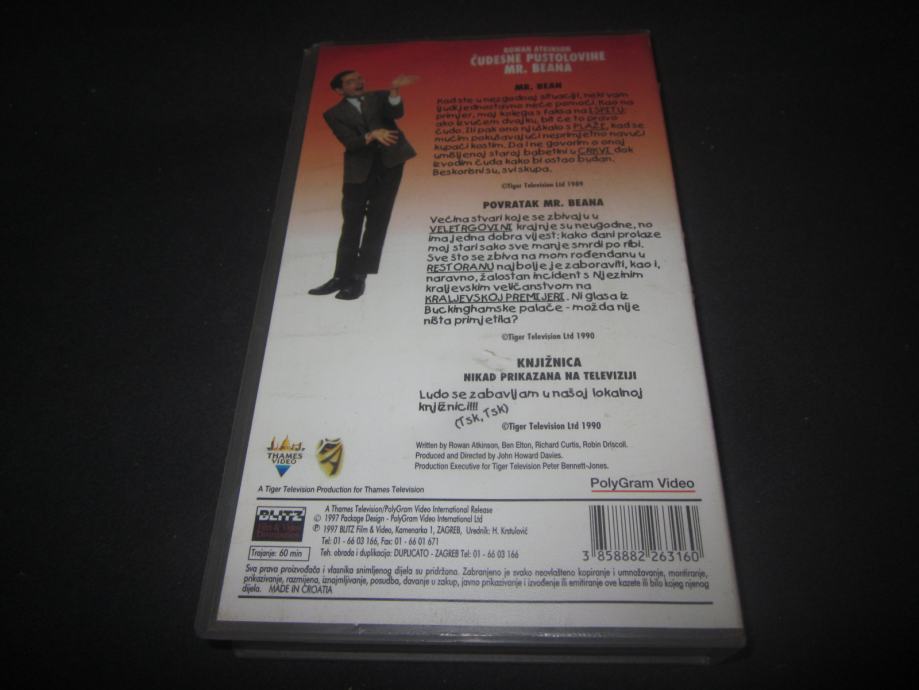 ROWAN ATKINSON
ČUDESNE PUSTOLOVINE
MR. BEANA
MR. BEAN
Kad ste u nezgodnoj situaciji, neki vam
ljudi jednostavno neće pomoći. Kao na
primjer, moj kolega s faksa na ISPITU:
ako izvučem dvojku, bit će to pravo
čudo. Ili pak ono njuškalo s PLAŽE, kad se
mučim pokušavajući neprimjetno navući
kupaći kostim. Da i ne govorim o onoj
umišljenoj staroj babetini u CRKVI dok
izvodim čuda kako bi ostao budan.
Beskorisni su, svi skupa.
©Tiger Television Ltd 1989
POVRATAK MR. BEANA
Većina stvari koje se zbivaju u
VELETRGOVINI krajnje su neugodne, no
ima jedna dobra vijest: kako dani prolaze
moj stari sako sve manje smrdi po ribi.
Sve što se zbiva na mom rođendanu u
RESTORANU najbolje je zaboraviti, kao i,
naravno, žalostan incident s Njezinim
kraljevskim veličanstvom na
KRALJEVSKOJ PREMIJERI. Ni glasa iz
Buckinghamske palače - možda nije
ništa primjetila?
©Tiger Television Ltd 1990
KNJIŽNICA
NIKAD PRIKAZANA NA TELEVIZIJI
Ludo se zabavljam u našoj lokalnoj
knjižnici!!!!
(Tsk, Tsk)
©Tiger Television Ltd 1990
THAMES
VIDEO
Written by Rowan Atkinson, Ben Elton, Richard Curtis, Robin Driscoll.
Produced and Directed by John Howard Davies.
Production Executive for Tiger Television Peter Bennett-Jones.
A Tiger Television Production for Thames Television
PolyGram Video
BLITZ
Film & Video
A Thames Television/PolyGram Video International Release
© 1997 Package Design - PolyGram Video International Ltd
℗ 1997 BLITZ Film & Video, Kamenarka 1, ZAGREB, Urednik: H. Krstulović
Tel: 01 - 66 03 166, Fax: 01 - 66 01 671
Trajanje: 60 min
Teh. obrada i duplikacija: DUPLICATO - ZAGREB Tel: 01 - 66 03 166
3 858882 263160
Sva prava proizvođača i vlasnika snimljenog djela su pridržana. Zabranjeno je svako neovlašteno kopiranje i umnožavanje, montiranje,
prikazivanje, razmjena, iznajmljivanje, posudba, davanje u zakup, javno prikazivanje i izvođenje ili emitiranje ove kazete ili bilo kojeg njenog
dijela. MADE IN CROATIA